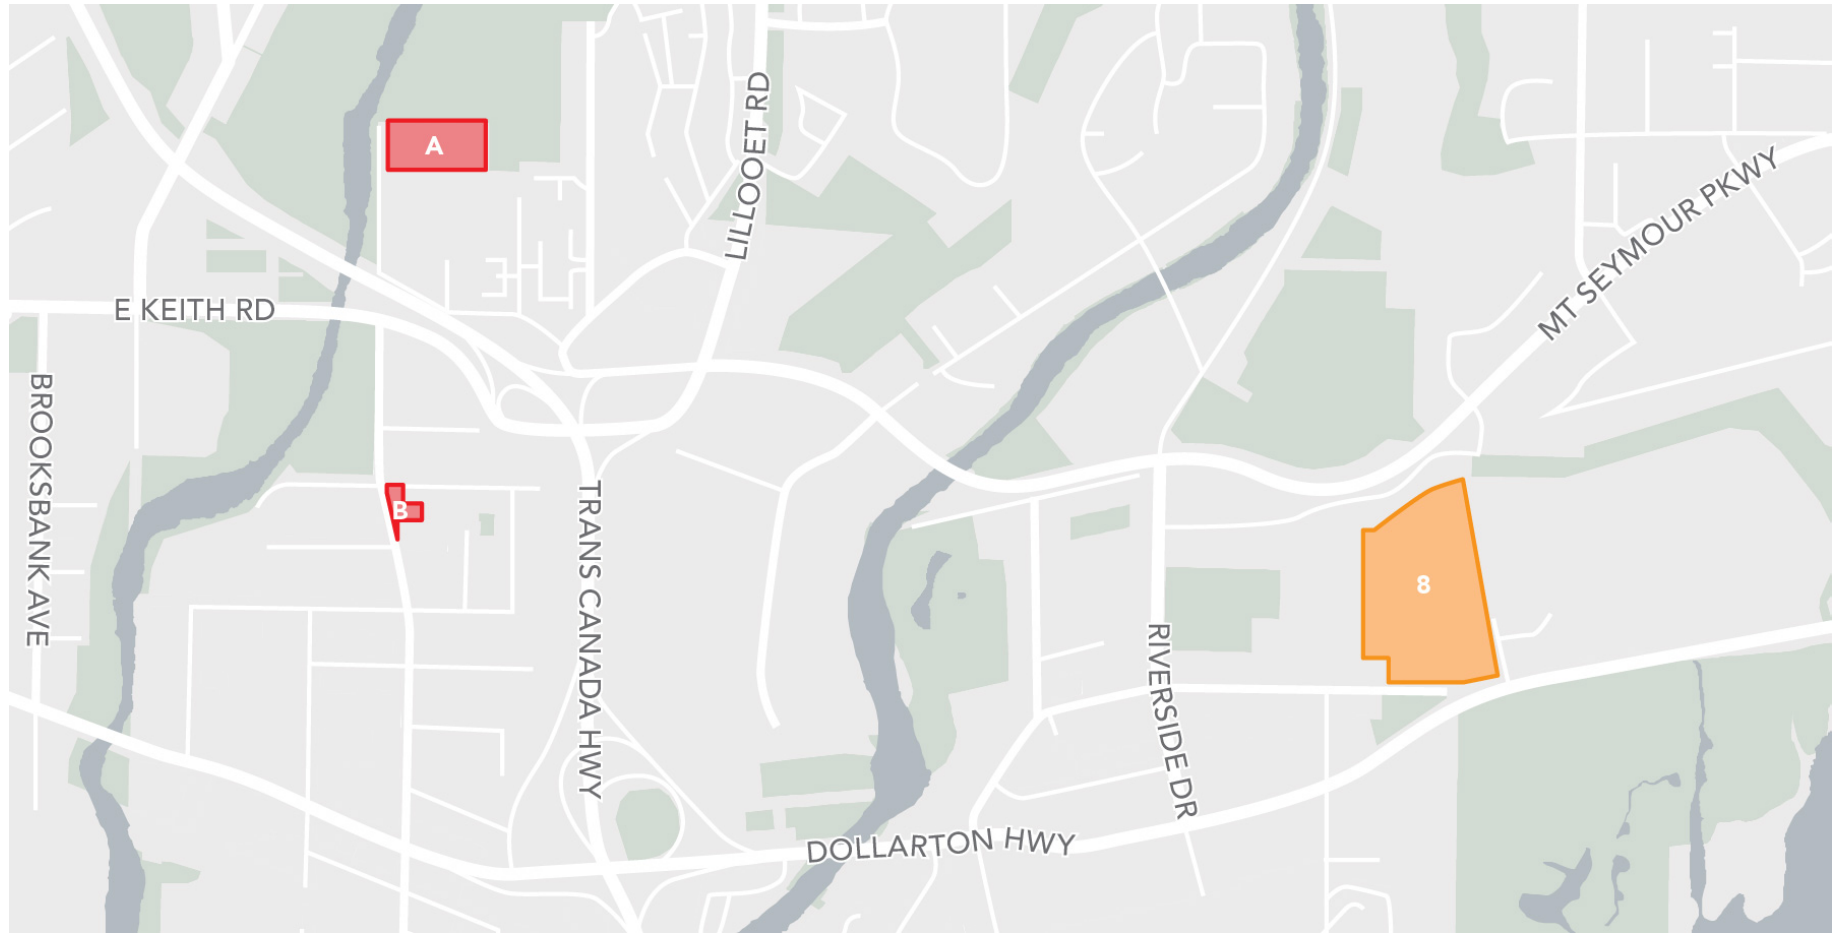 A
LILLOOET RD
MT SEYMOUR PKWY
E KEITH RD
BROOKSBANK AVE
B
TRANS CANADA HWY
8
RIVERSIDE DR
DOLLARTON HWY